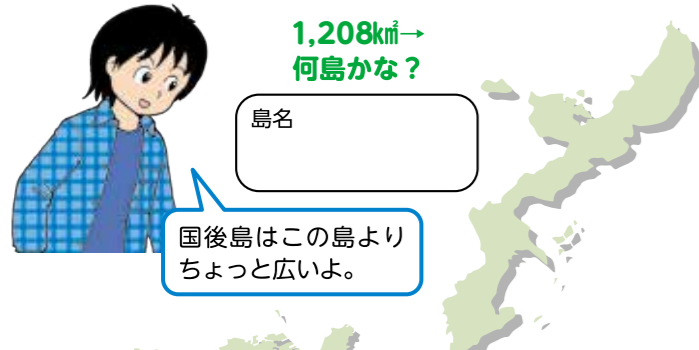 1,208㎢→
何島かな？
島名
国後島はこの島より
ちょっと広いよ。